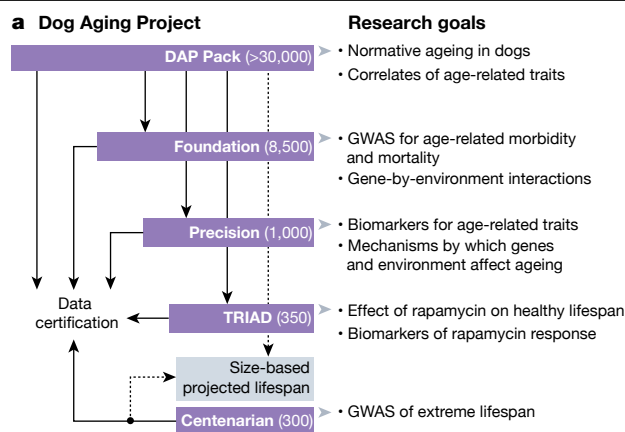 a Dog Aging Project
Research goals
DAP Pack (>30,000)
• Normative ageing in dogs
• Correlates of age-related traits
Foundation (8,500)
• GWAS for age-related morbidity
and mortality
• Gene-by-environment interactions
Precision (1,000)
• Biomarkers for age-related traits
• Mechanisms by which genes
and environment affect ageing
Data
certification
TRIAD (350)
• Effect of rapamycin on healthy lifespan
• Biomarkers of rapamycin response
Size-based
projected lifespan
Centenarian (300)
• GWAS of extreme lifespan